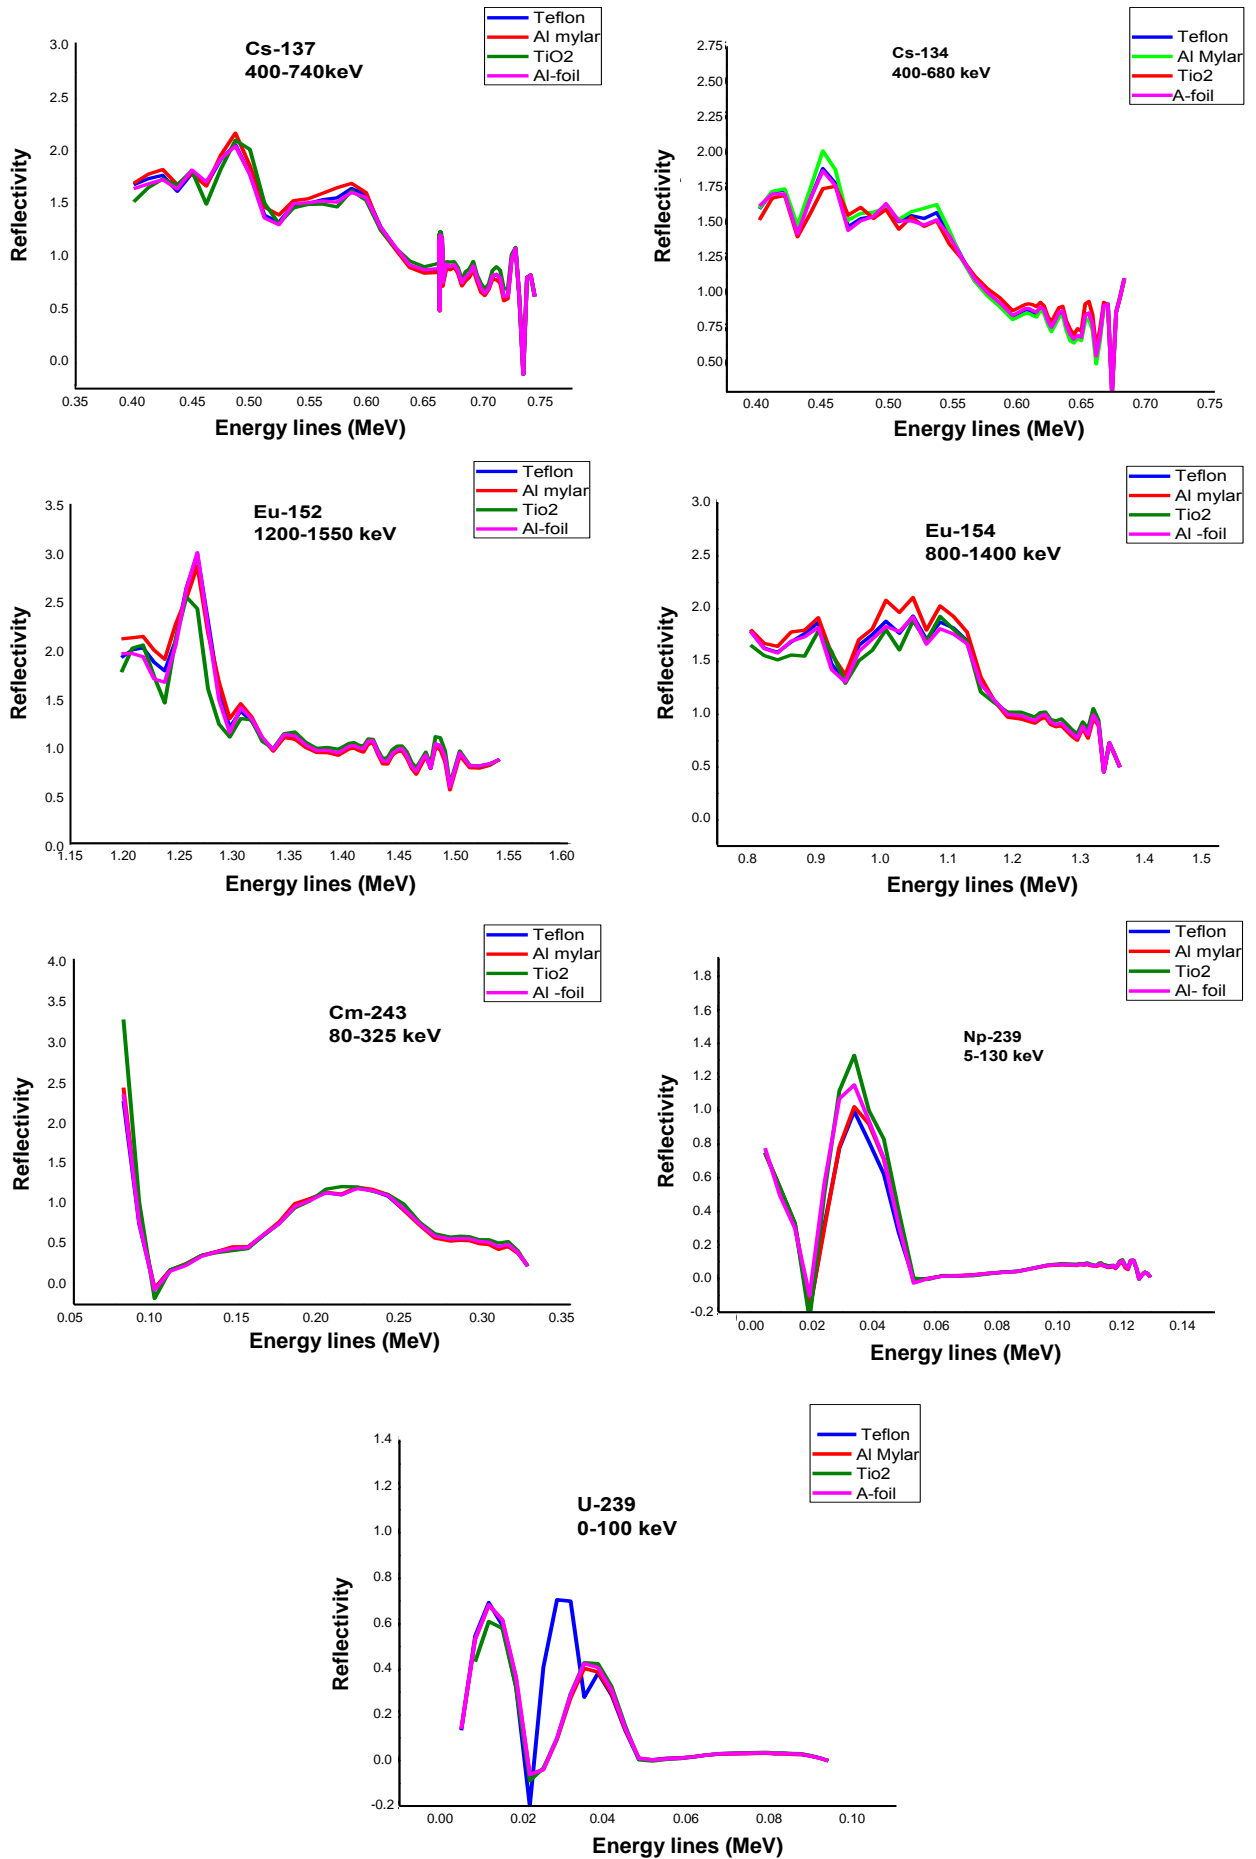 Teflon
Al mylar
TiO2
Al-foil
Cs-137
400-740keV
3.0
2.5
2.0
1.5
1.0
0.5
0.0
Reflectivity
0.35 0.40 0.45 0.50 0.55 0.60 0.65 0.70 0.75
Energy lines (MeV)
Teflon
Al Mylar
Tio2
A-foil
Cs-134
400-680 keV
2.75
2.50
2.25
2.00
1.75
1.50
1.25
1.00
0.75
0.50
Reflectivity
0.40 0.45 0.50 0.55 0.60 0.65 0.70 0.75
Energy lines (MeV)
Teflon
Al mylar
Tio2
Al-foil
Eu-152
1200-1550 keV
3.5
3.0
2.5
2.0
1.5
1.0
0.5
0.0
Reflectivity
1.15 1.20 1.25 1.30 1.35 1.40 1.45 1.50 1.55 1.60
Energy lines (MeV)
Teflon
Al mylar
Tio2
Al -foil
Eu-154
800-1400 keV
3.0
2.5
2.0
1.5
1.0
0.5
0.0
Reflectivity
0.8 0.9 1.0 1.1 1.2 1.3 1.4 1.5
Energy lines (MeV)
Teflon
Al mylar
Tio2
Al -foil
Cm-243
80-325 keV
4.0
3.5
3.0
2.5
2.0
1.5
1.0
0.5
0.0
Reflectivity
0.05 0.10 0.15 0.20 0.25 0.30 0.35
Energy lines (MeV)
Teflon
Al mylar
Tio2
Al- foil
Np-239
5-130 keV
1.8
1.6
1.4
1.2
1.0
0.8
0.6
0.4
0.2
0.0
-0.2
Reflectivity
0.00 0.02 0.04 0.06 0.08 0.10 0.12 0.14
Energy lines (MeV)
Teflon
Al Mylar
Tio2
A-foil
U-239
0-100 keV
1.4
1.2
1.0
0.8
0.6
0.4
0.2
0.0
-0.2
Reflectivity
0.00 0.02 0.04 0.06 0.08 0.10
Energy lines (MeV)